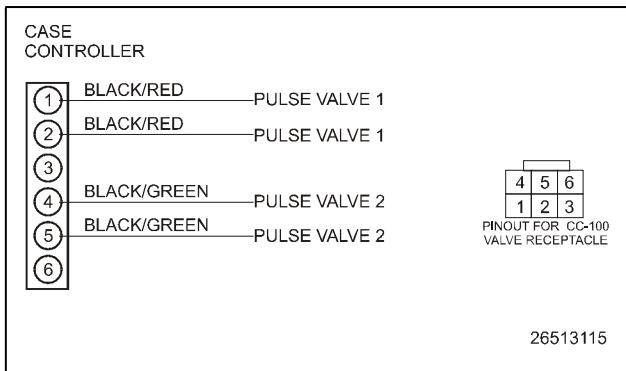 CASE
CONTROLLER
1 BLACK/RED PULSE VALVE 1
2 BLACK/RED PULSE VALVE 1
3
4 BLACK/GREEN PULSE VALVE 2
5 BLACK/GREEN PULSE VALVE 2
6
4 5 6
1 2 3
PINOUT FOR CC-100
VALVE RECEPTACLE
26513115